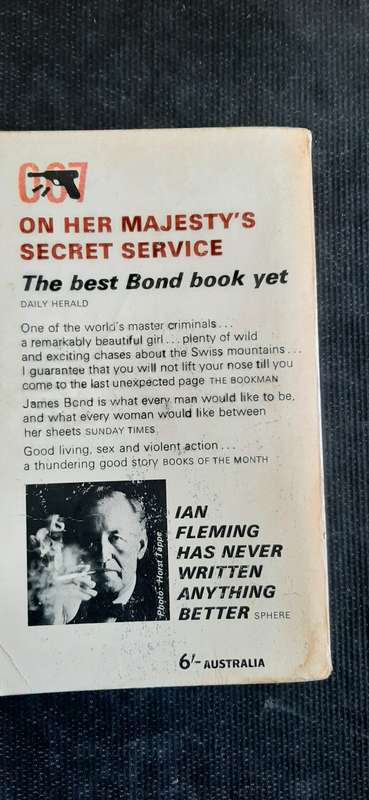 007
ON HER MAJESTY'S
SECRET SERVICE
The best Bond book yet
DAILY HERALD
One of the world's master criminals...
a remarkably beautiful girl... plenty of wild
and exciting chases about the Swiss mountains...
I guarantee that you will not lift your nose till you
come to the last unexpected page THE BOOKMAN
James Bond is what every man would like to be,
and what every woman would like between
her sheets SUNDAY TIMES
Good living, sex and violent action...
a thundering good story BOOKS OF THE MONTH
Photo: Horst Tappe
IAN
FLEMING
HAS NEVER
WRITTEN
ANYTHING
BETTER SPHERE
6/- AUSTRALIA